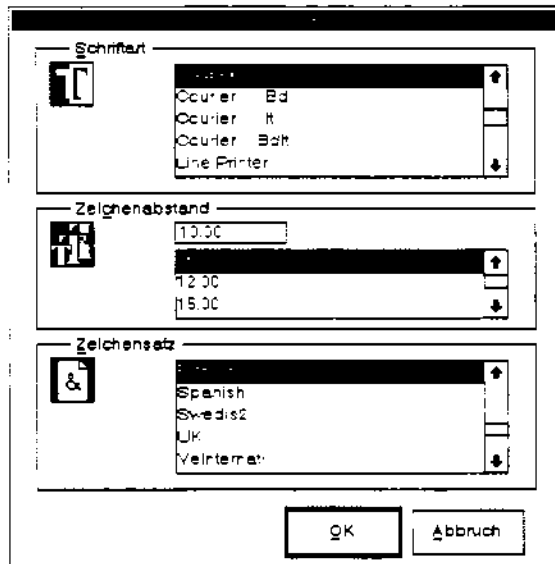 Schriftart
Courier Bd
Courier It
Courier BdIt
Line Printer
Zeichenabstand
10.00
12.00
15.00
Zeichensatz
Spanish
Swedis2
UK
VeInternati
OK
Abbruch